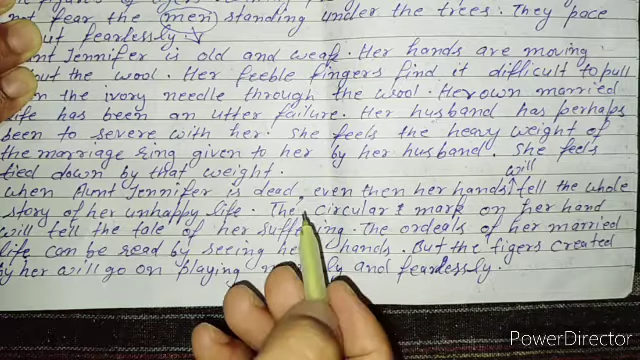 not fear the men standing under the trees. They pace
out fearlessly.
Aunt Jennifer is old and weak. Her hands are moving
out the wool. Her feeble fingers find it difficult to pull
the ivory needle through the wool. Her own married
life has been an utter failure. Her husband has perhaps
been to severe with her. She feels the heavy weight of
the marriage ring given to her by her husband. She feels
tied down by that weight.
When Aunt Jennifer is dead, even then her hands will tell the whole
story of her unhappy life. The circular mark on her hand
will tell the tale of her suffering. The ordeals of her married
life can be read by seeing her hands. But the tigers created
by her will go on playing and fearlessly.
PowerDirector